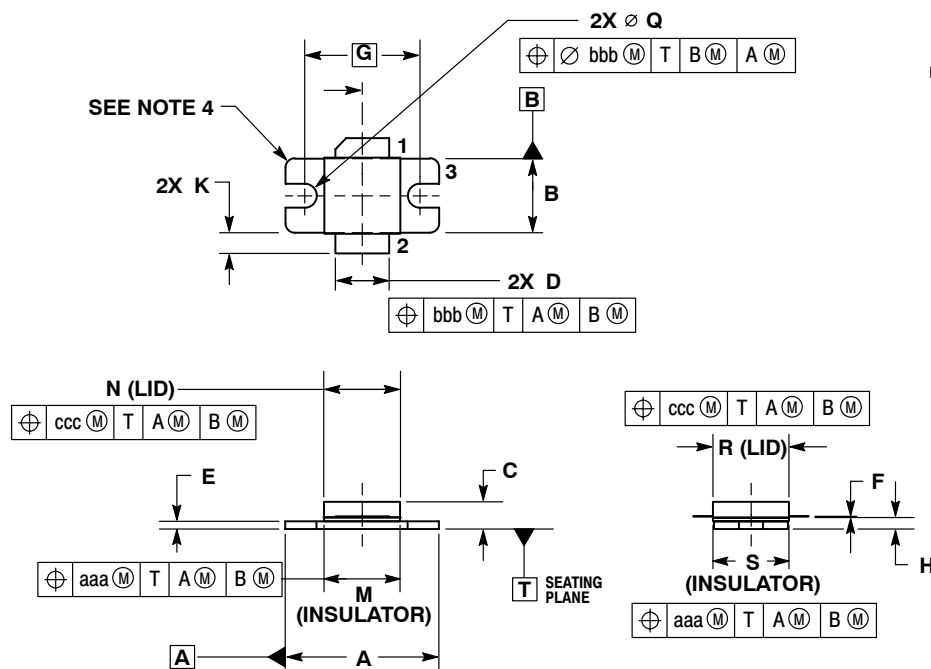 2X ⌀ Q
⌖ ⌀ bbb Ⓜ T B Ⓜ A Ⓜ
G
B
SEE NOTE 4
1
3
2X K
B
2
2X D
⌖ bbb Ⓜ T A Ⓜ B Ⓜ
N (LID)
⌖ ccc Ⓜ T A Ⓜ B Ⓜ
⌖ ccc Ⓜ T A Ⓜ B Ⓜ
R (LID)
E
C
F
⌖ aaa Ⓜ T A Ⓜ B Ⓜ
M
(INSULATOR)
T SEATING
PLANE
S
(INSULATOR)
H
⌖ aaa Ⓜ T A Ⓜ B Ⓜ
A
A